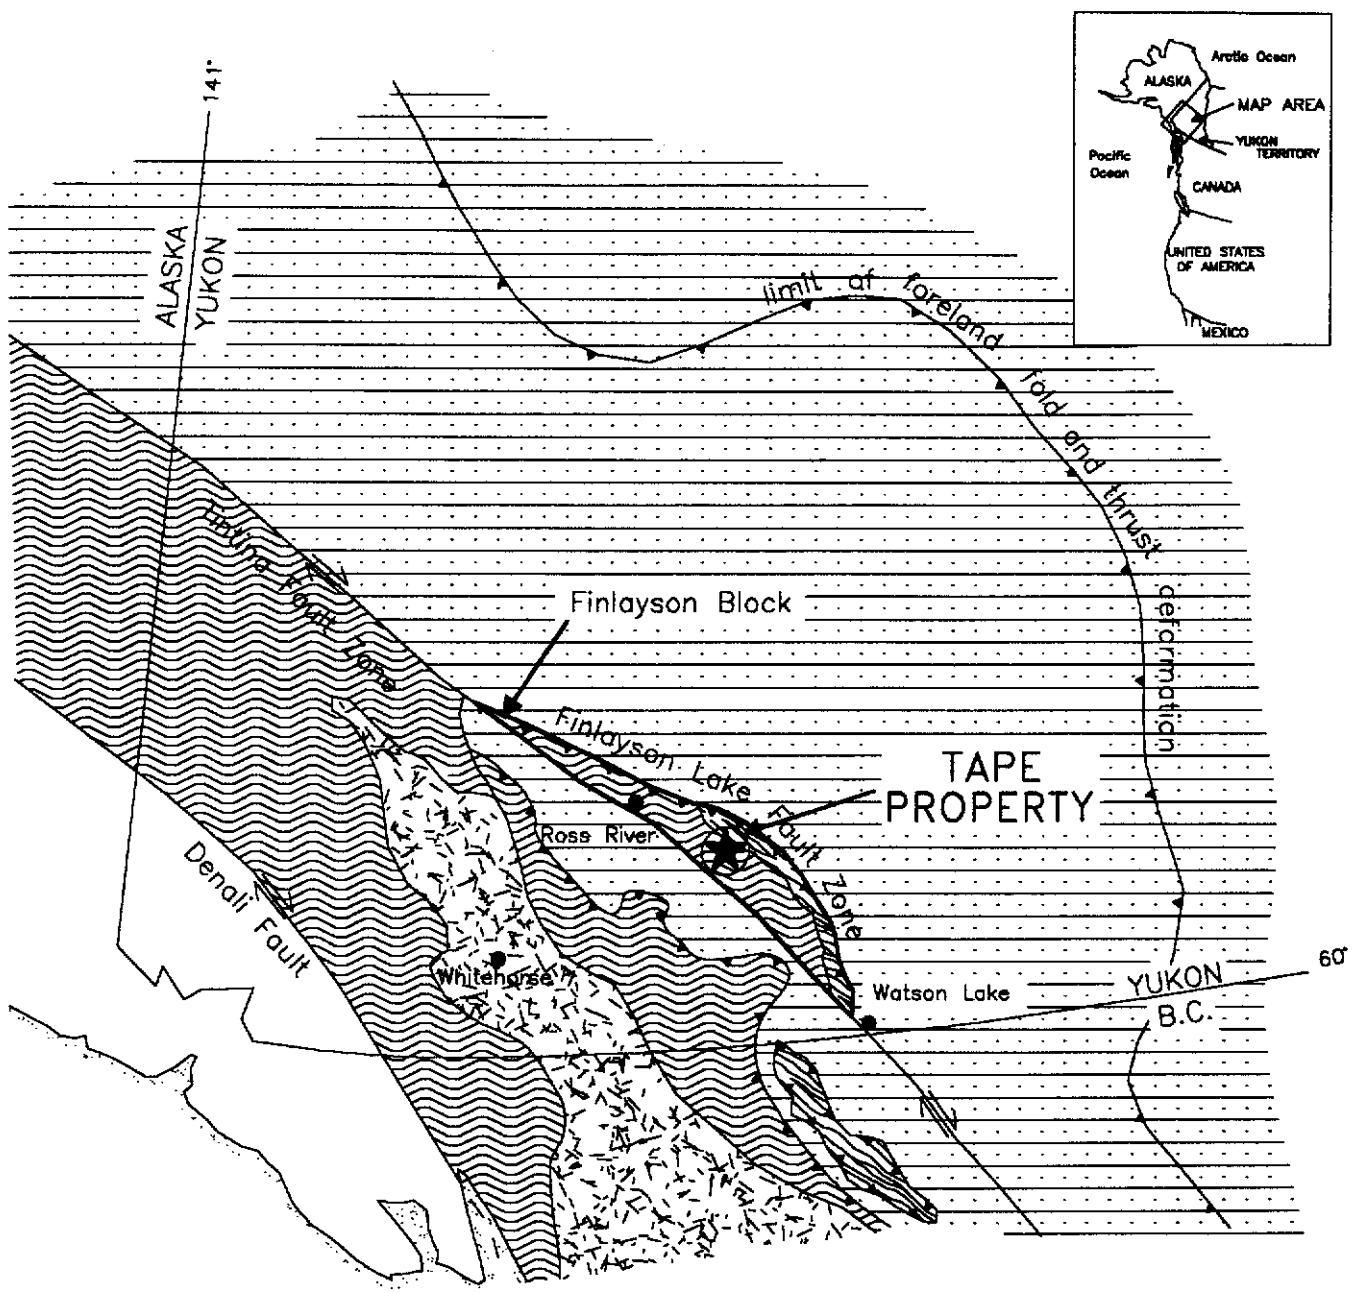 141°
Arctic Ocean
ALASKA
MAP AREA
YUKON
TERRITORY
Pacific
Ocean
CANADA
UNITED STATES
OF AMERICA
MEXICO
ALASKA
YUKON
limit of foreland fold and thrust deformation
Tintina Fault Zone
Finlayson Block
Finlayson Lake Fault Zone
TAPE
PROPERTY
Ross River
Denali Fault
Whitehorse
Watson Lake
YUKON
B.C.
60°